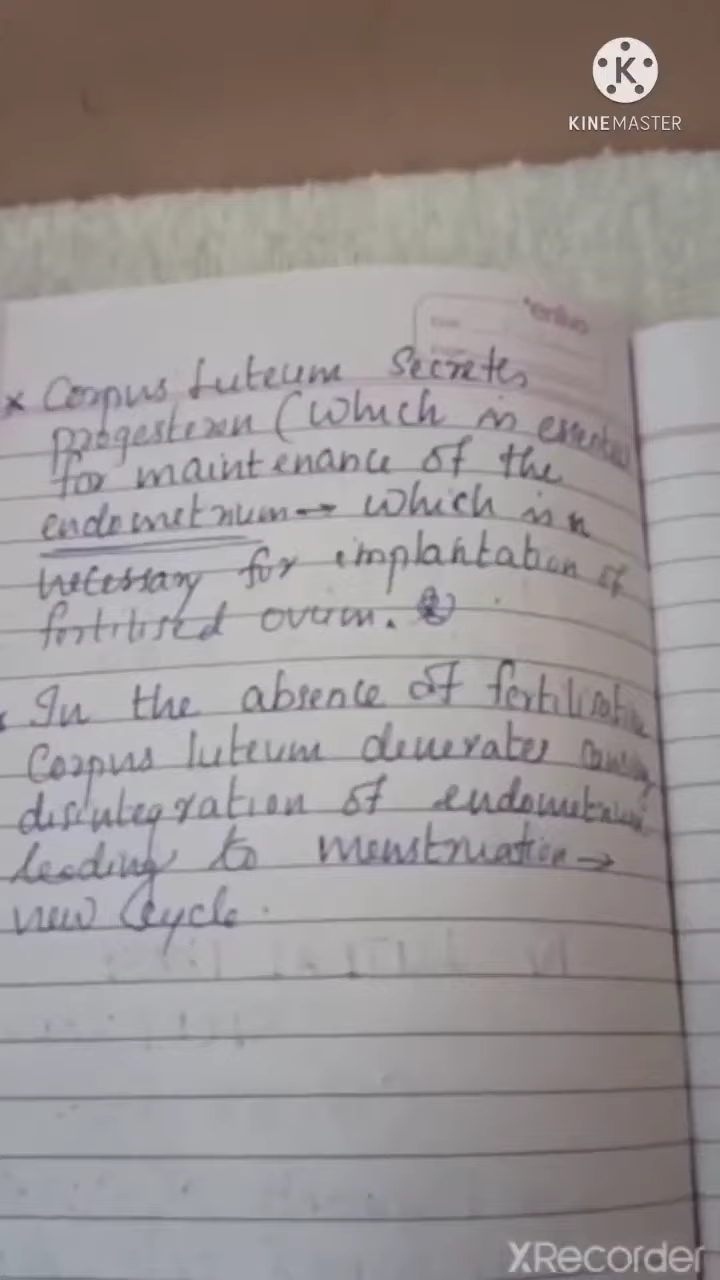 KINEMASTER
* Corpus Luteum Secretes
progesteron (which is essential
for maintenance of the
endometrium → which is
necessary for implantation of
fertilised ovum.
In the absence of fertilisation
Corpus luteum denerates causing
disintegration of endometrium
leading to menstruation →
new cycle.
XRecorder